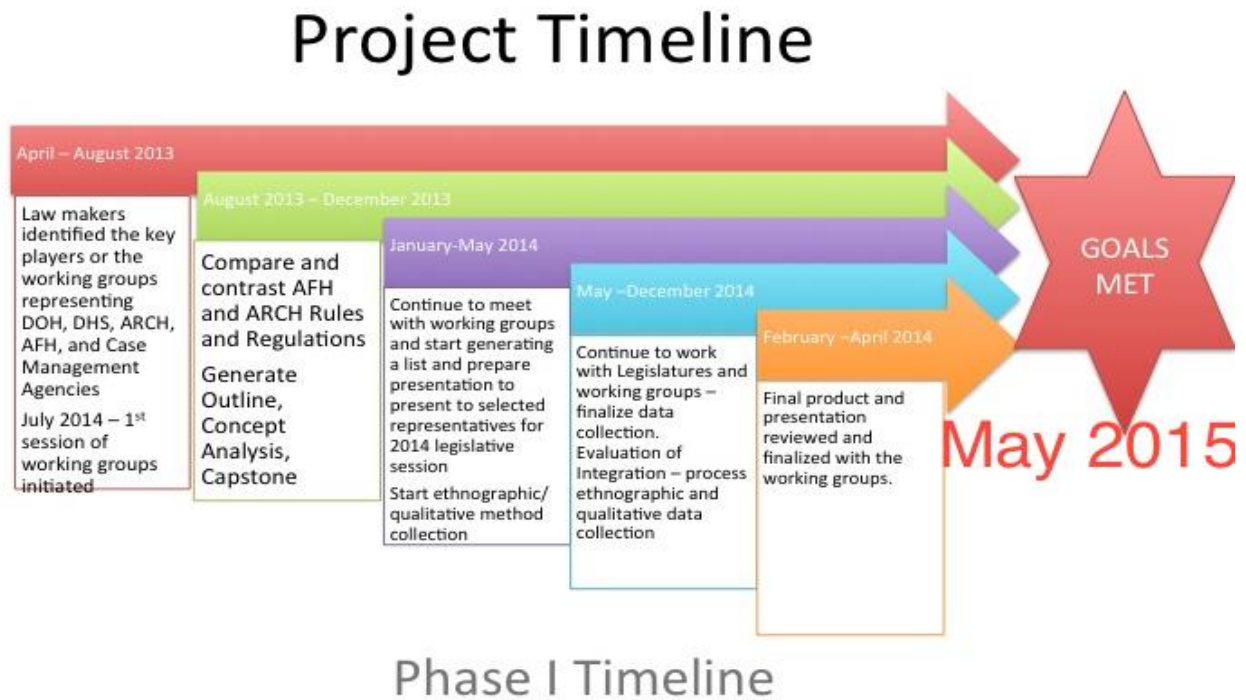 Project Timeline
April – August 2013
Law makers
identified the key
players or the
working groups
representing
DOH, DHS, ARCH,
AFH, and Case
Management
Agencies
July 2014 – 1st
session of
working groups
initiated
August 2013 – December 2013
Compare and
contrast AFH
and ARCH Rules
and Regulations
Generate
Outline,
Concept
Analysis,
Capstone
January-May 2014
Continue to meet
with working groups
and start generating
a list and prepare
presentation to
present to selected
representatives for
2014 legislative
session
Start ethnographic/
qualitative method
collection
May –December 2014
Continue to work
with Legislatures and
working groups –
finalize data
collection.
Evaluation of
Integration – process
ethnographic and
qualitative data
collection
February –April 2014
Final product and
presentation
reviewed and
finalized with the
working groups.
GOALS
MET
May 2015
Phase I Timeline